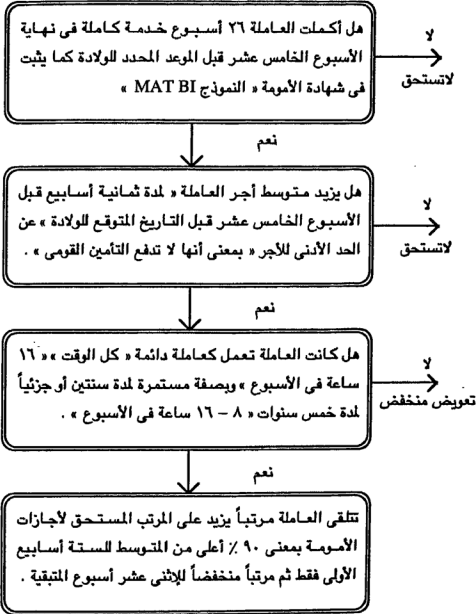 هل أكملت العاملة ٢٦ أسبوع خدمة كاملة فى نهاية
الأسبوع الخامس عشر قبل الموعد المحدد للولادة كما يثبت
فى شهادة الأمومة « النموذج MAT BI »
لا
لاتستحق
نعم
هل يزيد متوسط أجر العاملة « لمدة ثمانية أسابيع قبل
الأسبوع الخامس عشر قبل التاريخ المتوقع للولادة » عن
الحد الأدنى للأجر « بمعنى أنها لا تدفع التأمين القومى » .
لا
لاتستحق
نعم
هل كانت العاملة تعمل كعاملة دائمة « كل الوقت » « ١٦
ساعة فى الأسبوع » وبصفة مستمرة لمدة سنتين أو جزئياً
لمدة خمس سنوات « ٨ – ١٦ ساعة فى الأسبوع » .
لا
تعويض منخفض
نعم
تتلقى العاملة مرتباً يزيد على المرتب المستحق لأجازات
الأمومة بمعنى ٩٠ ٪ أعلى من المتوسط للستة أسابيع
الأولى فقط ثم مرتباً منخفضاً للإثنى عشر أسبوع المتبقية .